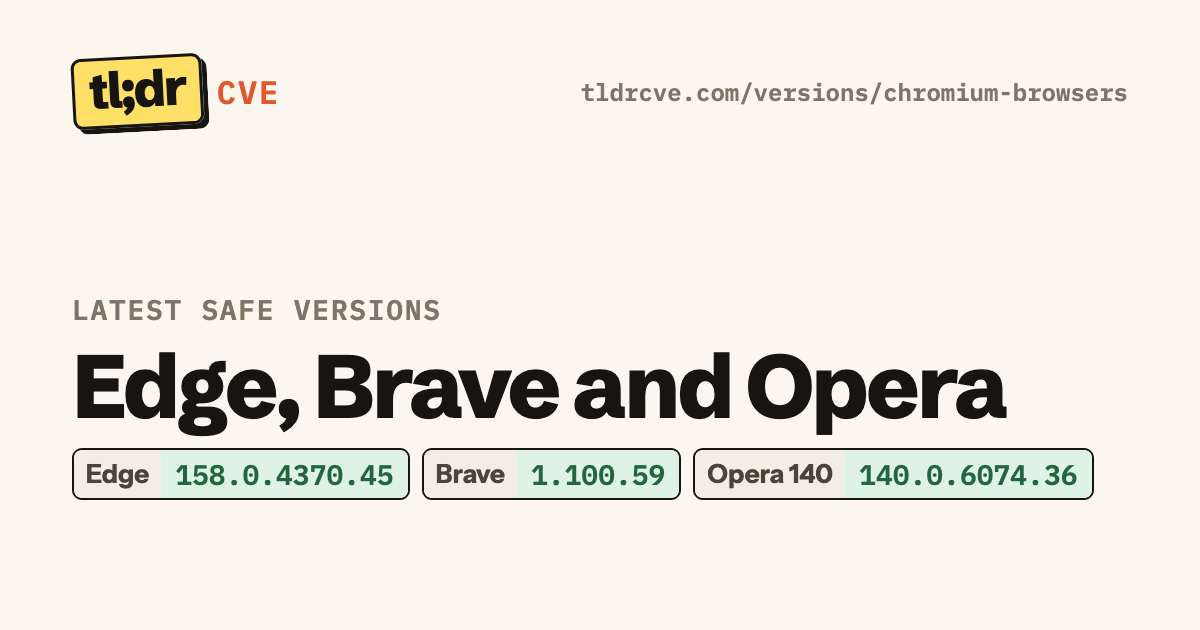 tl;dr CVE
tldrcve.com/versions/chromium-browsers
LATEST SAFE VERSIONS
Edge, Brave and Opera
Edge 158.0.4370.45 Brave 1.100.59 Opera 140 140.0.6074.36